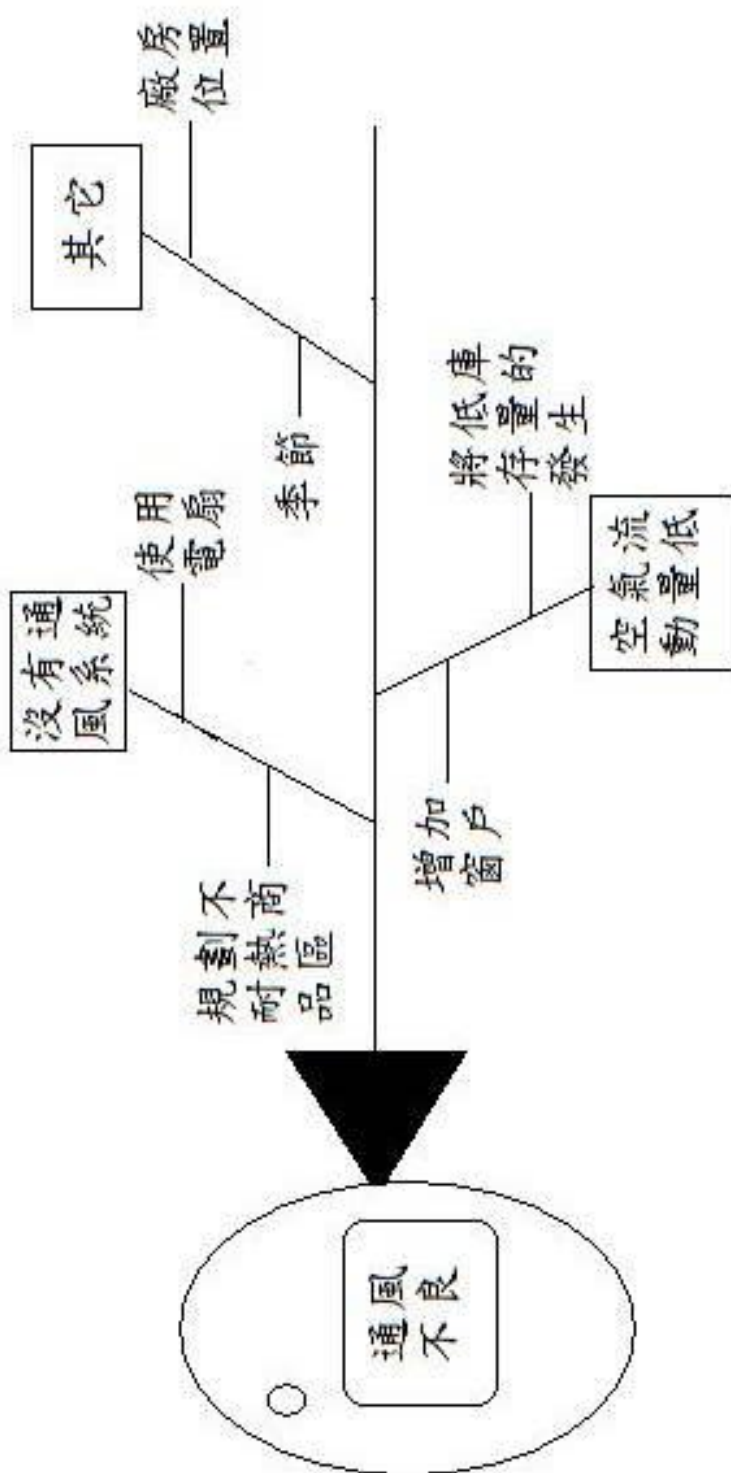 通風
不良
沒有通
風系統
使用
電扇
規劃不
耐熱商
品區
其它
廠房
位置
季節
空氣流
動量低
將低庫
存量的
發生
增加
窗戶